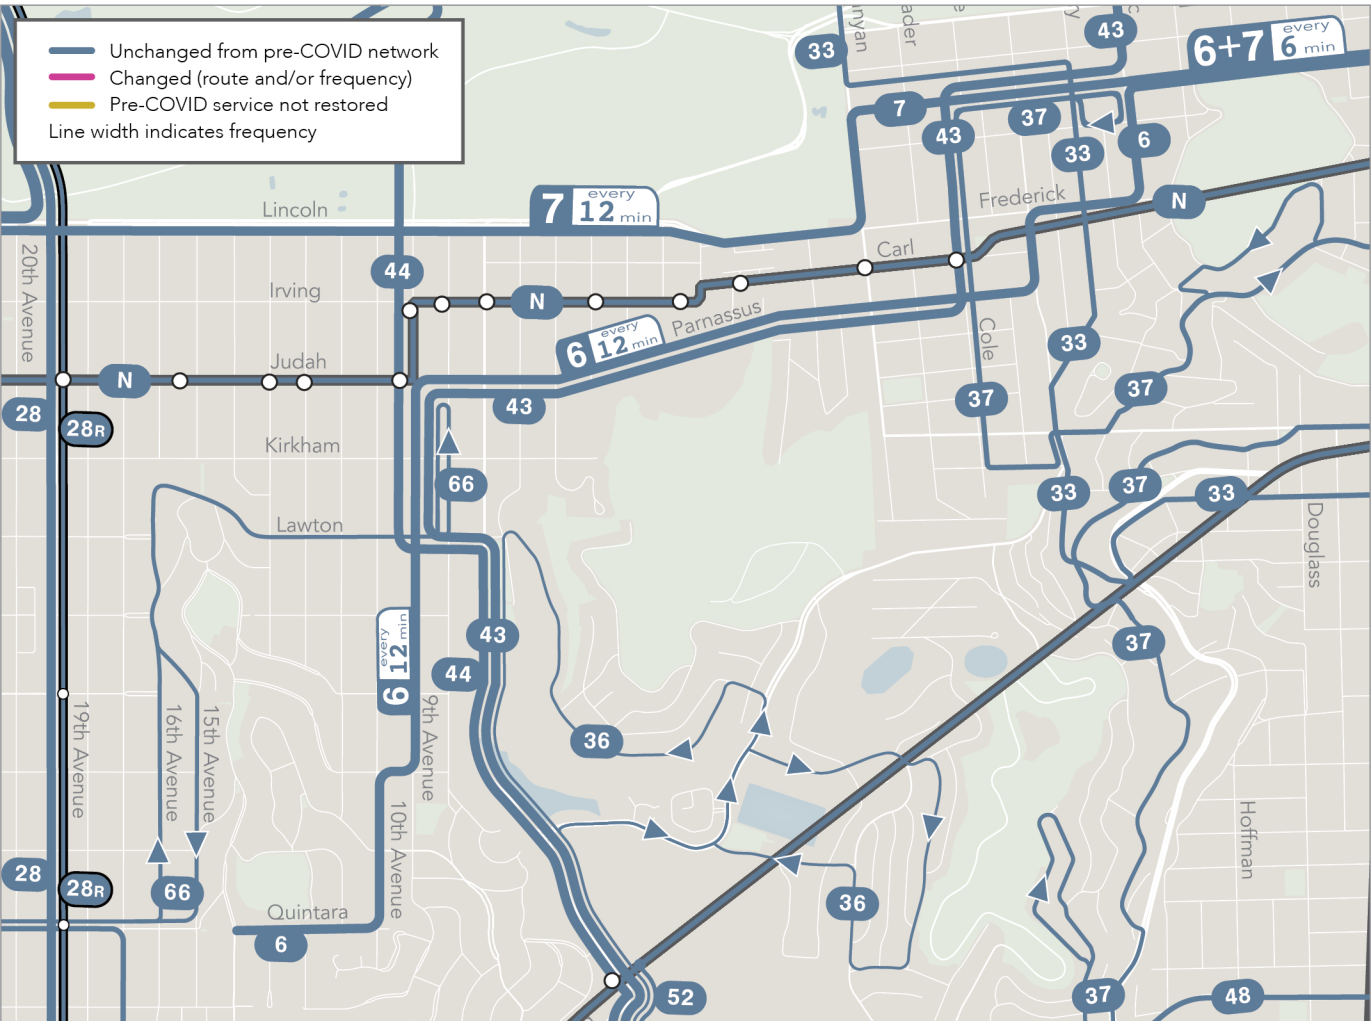 Unchanged from pre-COVID network
Changed (route and/or frequency)
Pre-COVID service not restored
Line width indicates frequency
33
43
6+7 every 6 min
7
43
37
33
6
Lincoln
7 every 12 min
Frederick
N
20th Avenue
44
Carl
Irving
N
Parnassus
6 every 12 min
Cole
33
Judah
N
37
37
28
28R
43
Kirkham
66
33
37
33
Lawton
Douglass
6 every 12 min
43
44
37
19th Avenue
16th Avenue
15th Avenue
9th Avenue
36
10th Avenue
Hoffman
28
28R
66
36
Quintara
6
52
37
48